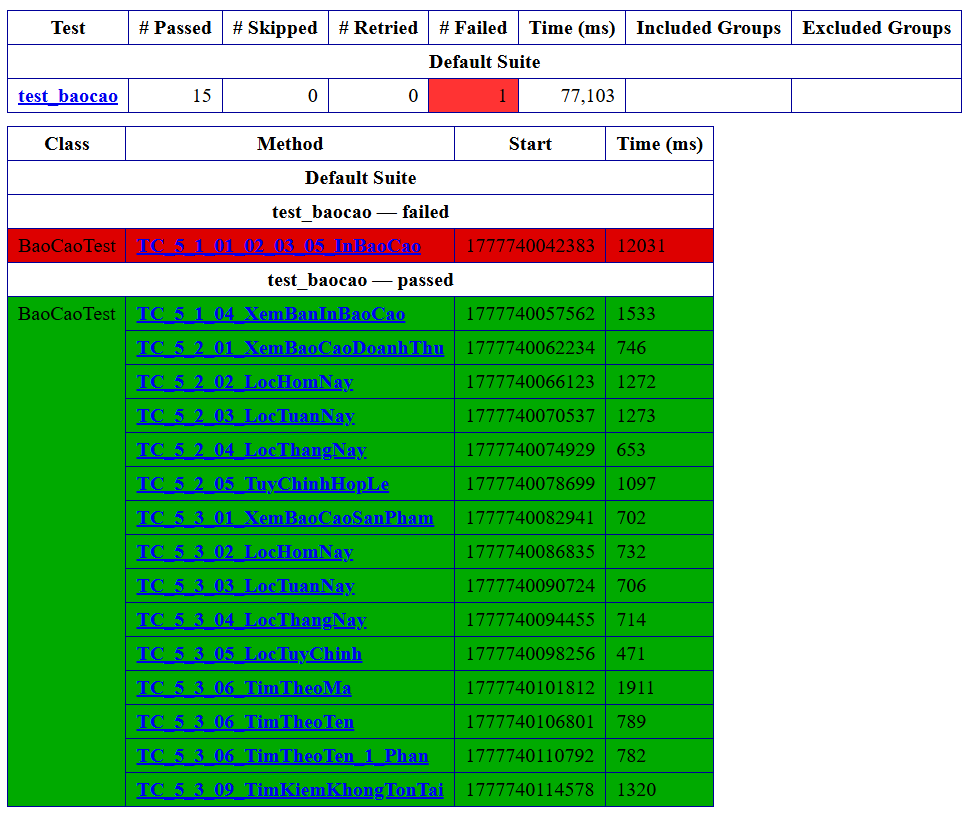 Test # Passed # Skipped # Retried # Failed Time (ms) Included Groups Excluded Groups
Default Suite
test_baocao 15 0 0 1 77,103
Class Method Start Time (ms)
Default Suite
test_baocao — failed
BaoCaoTest TC_5_1_01_02_03_05_InBaoCao 1777740042383 12031
test_baocao — passed
BaoCaoTest TC_5_1_04_XemBanInBaoCao 1777740057562 1533
TC_5_2_01_XemBaoCaoDoanhThu 1777740062234 746
TC_5_2_02_LocHomNay 1777740066123 1272
TC_5_2_03_LocTuanNay 1777740070537 1273
TC_5_2_04_LocThangNay 1777740074929 653
TC_5_2_05_TuyChinhHopLe 1777740078699 1097
TC_5_3_01_XemBaoCaoSanPham 1777740082941 702
TC_5_3_02_LocHomNay 1777740086835 732
TC_5_3_03_LocTuanNay 1777740090724 706
TC_5_3_04_LocThangNay 1777740094455 714
TC_5_3_05_LocTuyChinh 1777740098256 471
TC_5_3_06_TimTheoMa 1777740101812 1911
TC_5_3_06_TimTheoTen 1777740106801 789
TC_5_3_06_TimTheoTen_1_Phan 1777740110792 782
TC_5_3_09_TimKiemKhongTonTai 1777740114578 1320